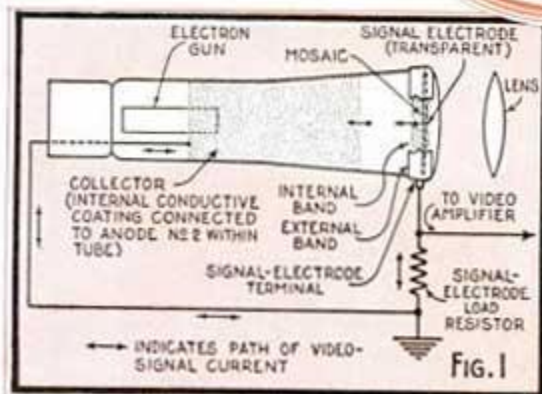 ELECTRON
GUN
MOSAIC
SIGNAL ELECTRODE
(TRANSPARENT)
LENS
COLLECTOR
(INTERNAL CONDUCTIVE
COATING CONNECTED
TO ANODE No2 WITHIN
TUBE)
INTERNAL
BAND
EXTERNAL
BAND
SIGNAL-ELECTRODE
TERMINAL
TO VIDEO
AMPLIFIER
SIGNAL-
ELECTRODE
LOAD
RESISTOR
INDICATES PATH OF VIDEO-
SIGNAL CURRENT
FIG. 1